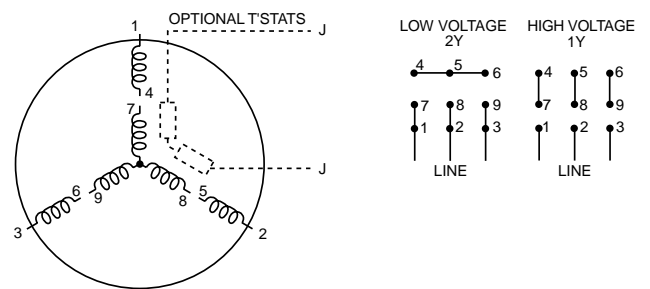 OPTIONAL T'STATS
J
1
4
7
6
9
8
5
3
2
J
LOW VOLTAGE
2Y
4 5 6
7 8 9
1 2 3
LINE
HIGH VOLTAGE
1Y
4 5 6
7 8 9
1 2 3
LINE